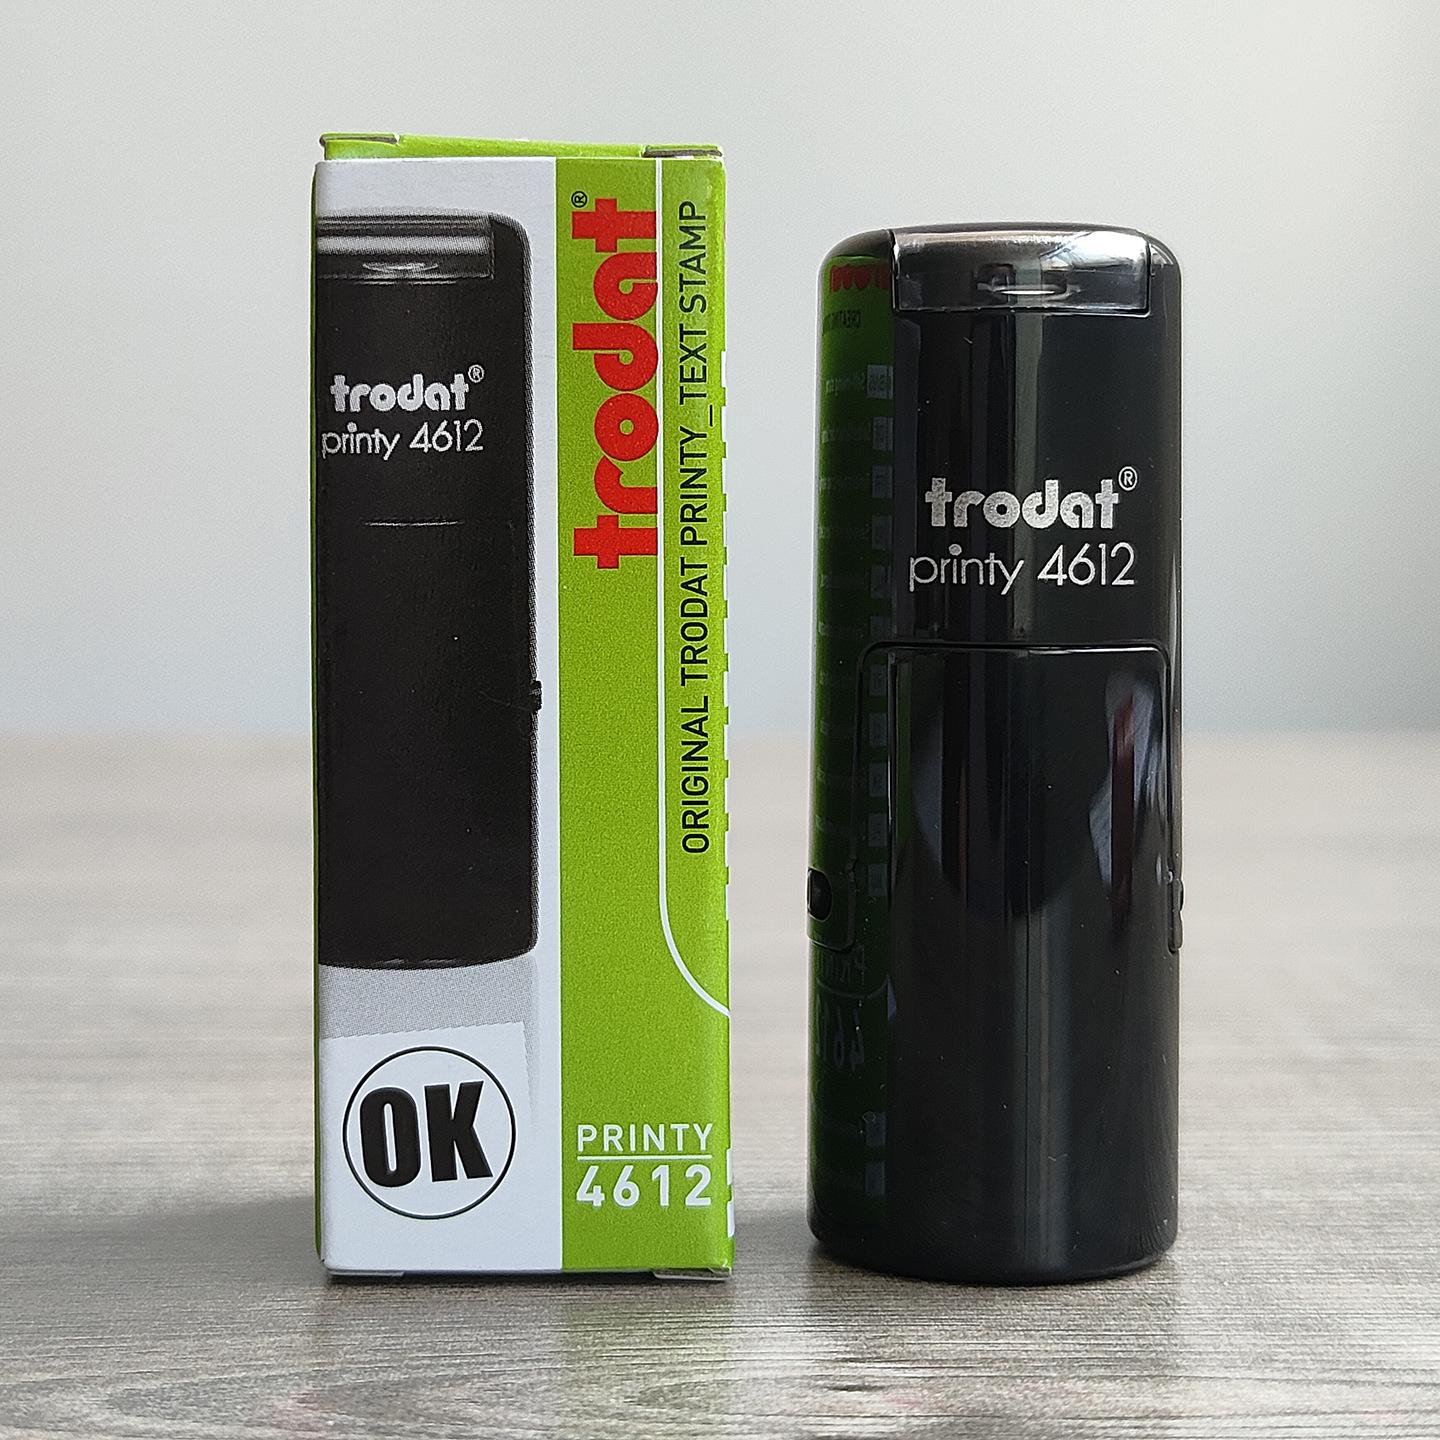 trodat®
printy 4612
OK
trodat®
ORIGINAL TRODAT PRINTY_TEXT STAMP
PRINTY
4612
trodat®
printy 4612